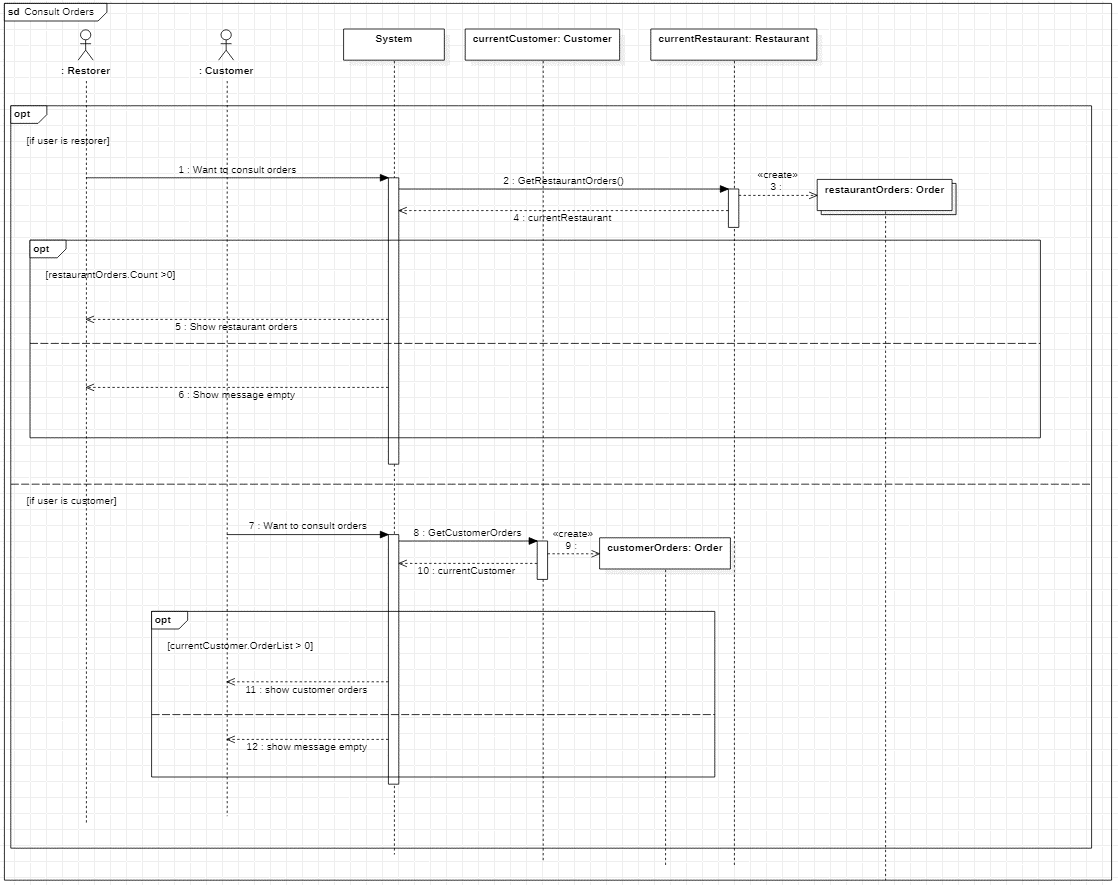 sd Consult Orders
: Restorer
: Customer
System
currentCustomer: Customer
currentRestaurant: Restaurant
opt
[if user is restorer]
1 : Want to consult orders
2 : GetRestaurantOrders()
«create»
3 :
restaurantOrders: Order
4 : currentRestaurant
opt
[restaurantOrders.Count >0]
5 : Show restaurant orders
6 : Show message empty
[if user is customer]
7 : Want to consult orders
8 : GetCustomerOrders
«create»
9 :
customerOrders: Order
10 : currentCustomer
opt
[currentCustomer.OrderList > 0]
11 : show customer orders
12 : show message empty